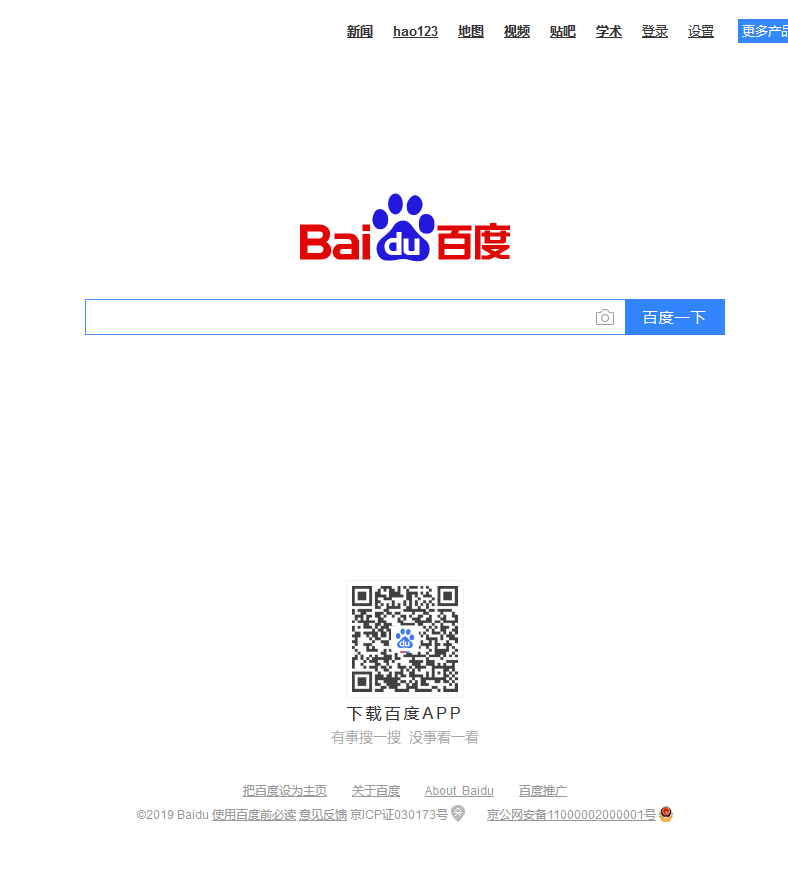 新闻 hao123 地图 视频 贴吧 学术 登录 设置 更多产品
Baidu百度
百度一下
du
下载百度APP
有事搜一搜 没事看一看
把百度设为主页 关于百度 About Baidu 百度推广
©2019 Baidu 使用百度前必读 意见反馈 京ICP证030173号 京公网安备11000002000001号